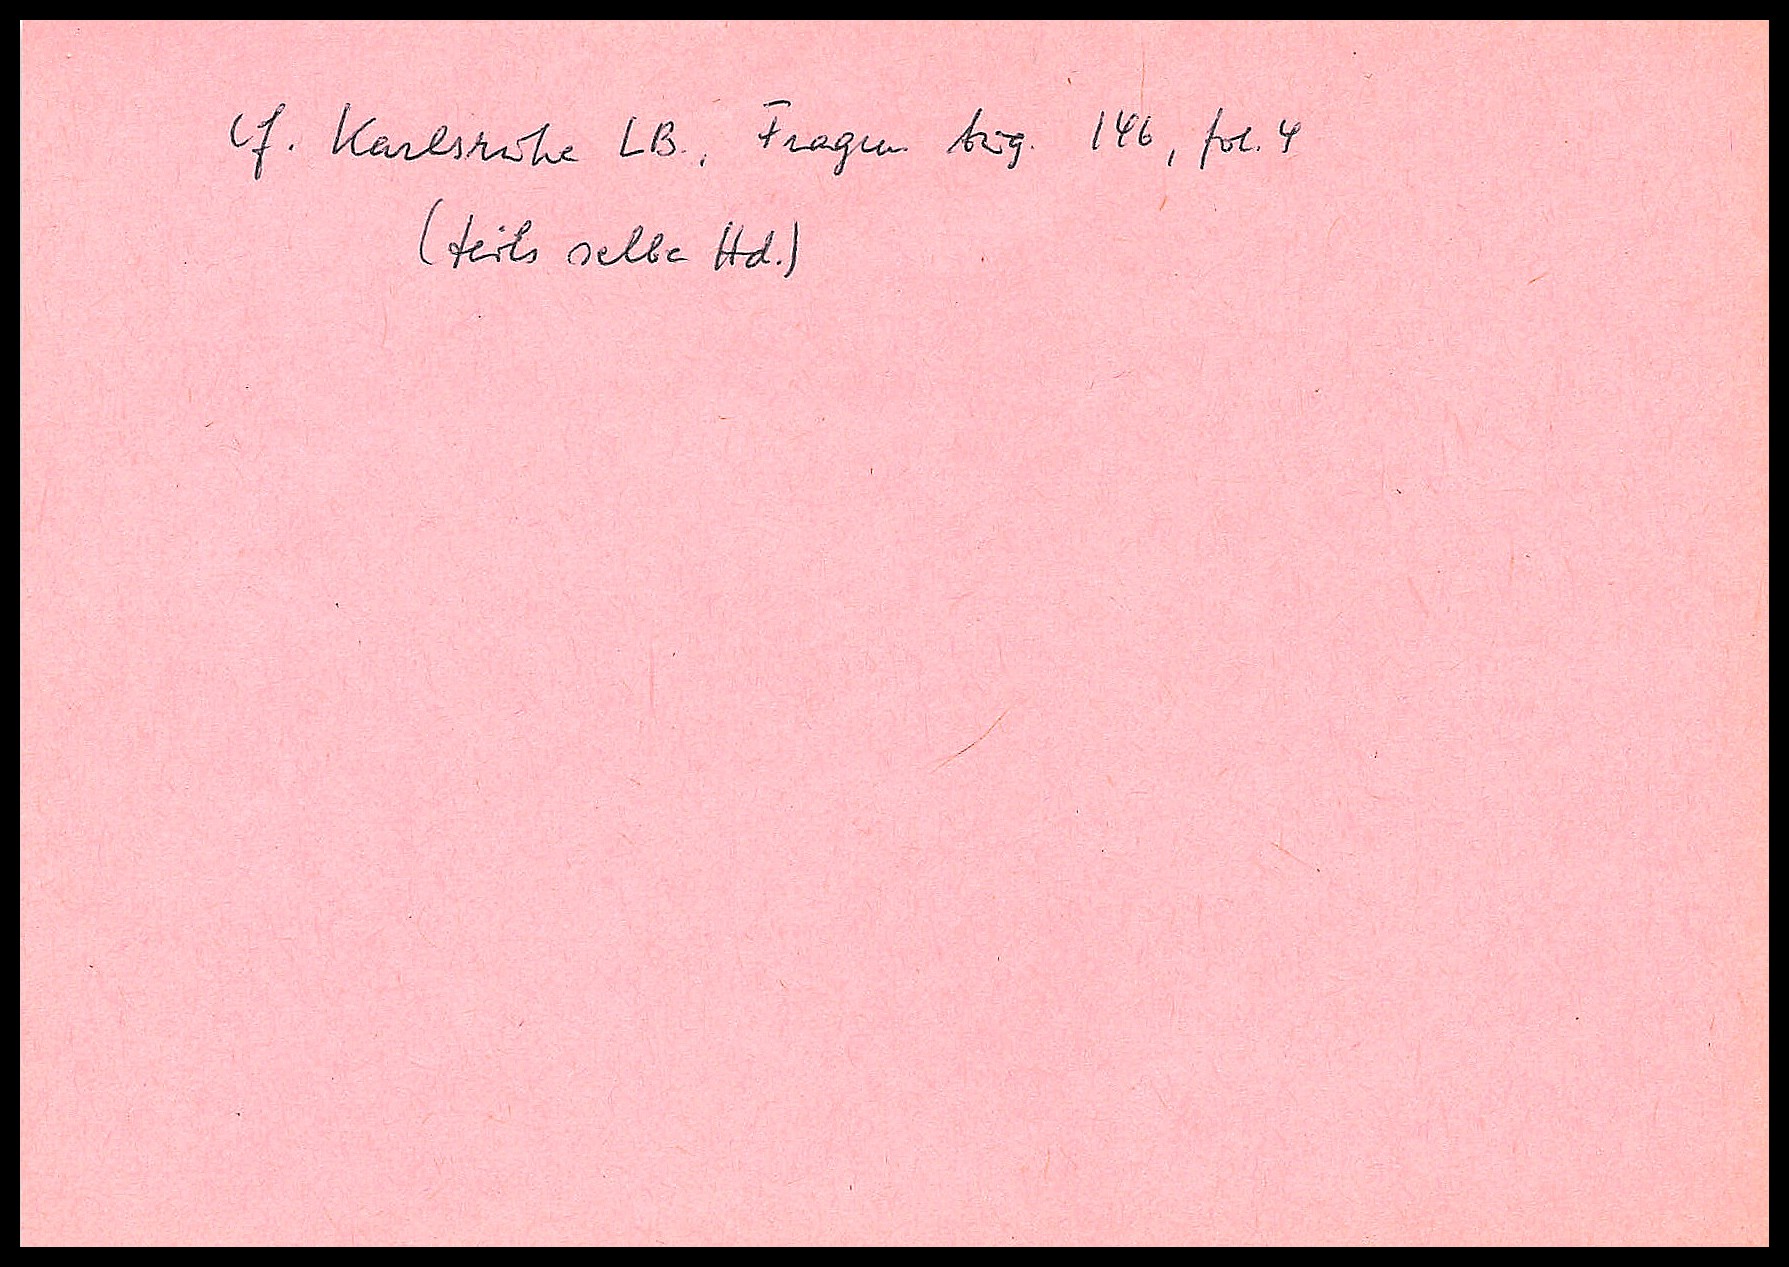 cf. Karlsruhe LB., Fragm. Aug. 146, fol. 4
(teils selbe Hd.)